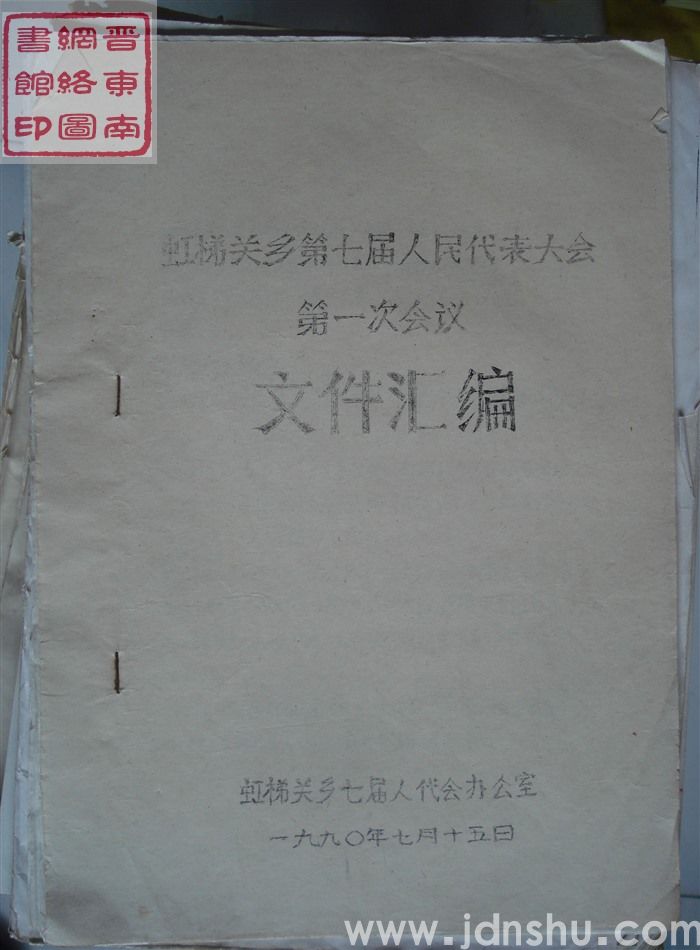 晋東南
網絡圖
書館印
虹梯关乡第七届人民代表大会
第一次会议
文件汇编
虹梯关乡七届人代会办公室
一九九〇年七月十五日
www.jdnshu.com